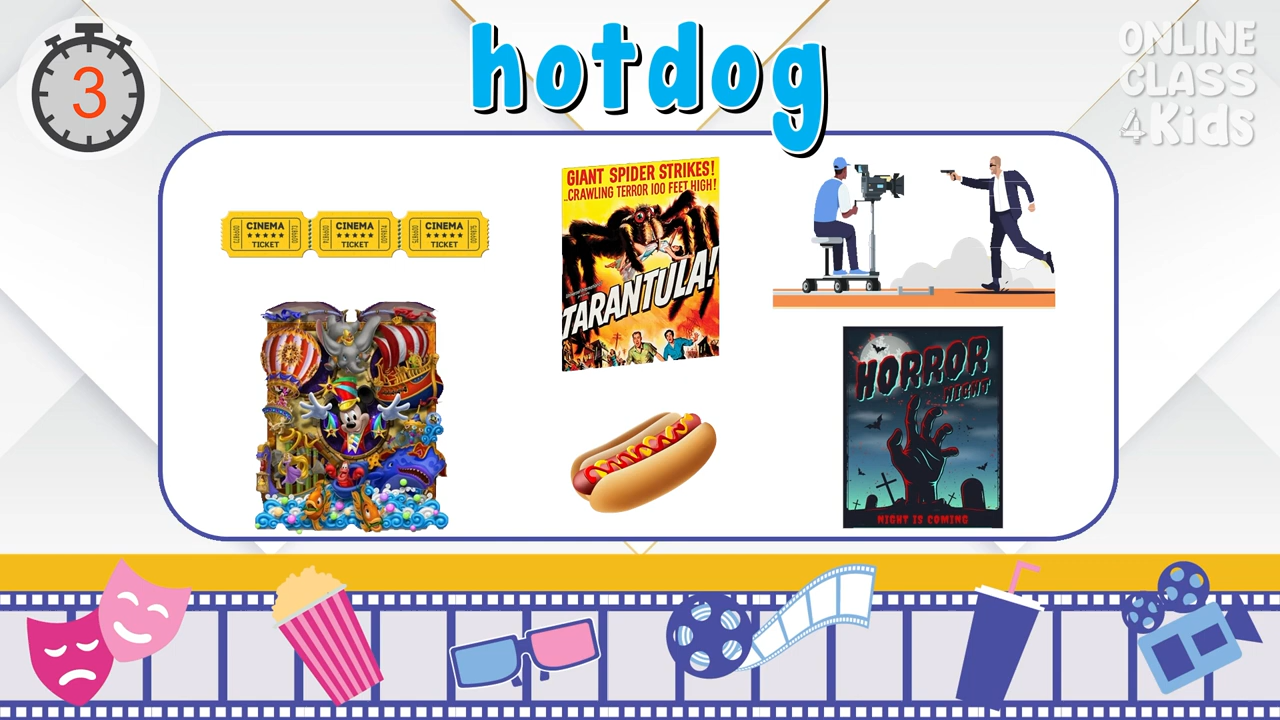 3
hotdog
ONLINE
CLASS
4Kids
CINEMA
TICKET
CINEMA
TICKET
CINEMA
TICKET
GIANT SPIDER STRIKES!
..CRAWLING TERROR 100 FEET HIGH!
TARANTULA!
HORROR
NIGHT
NIGHT IS COMING